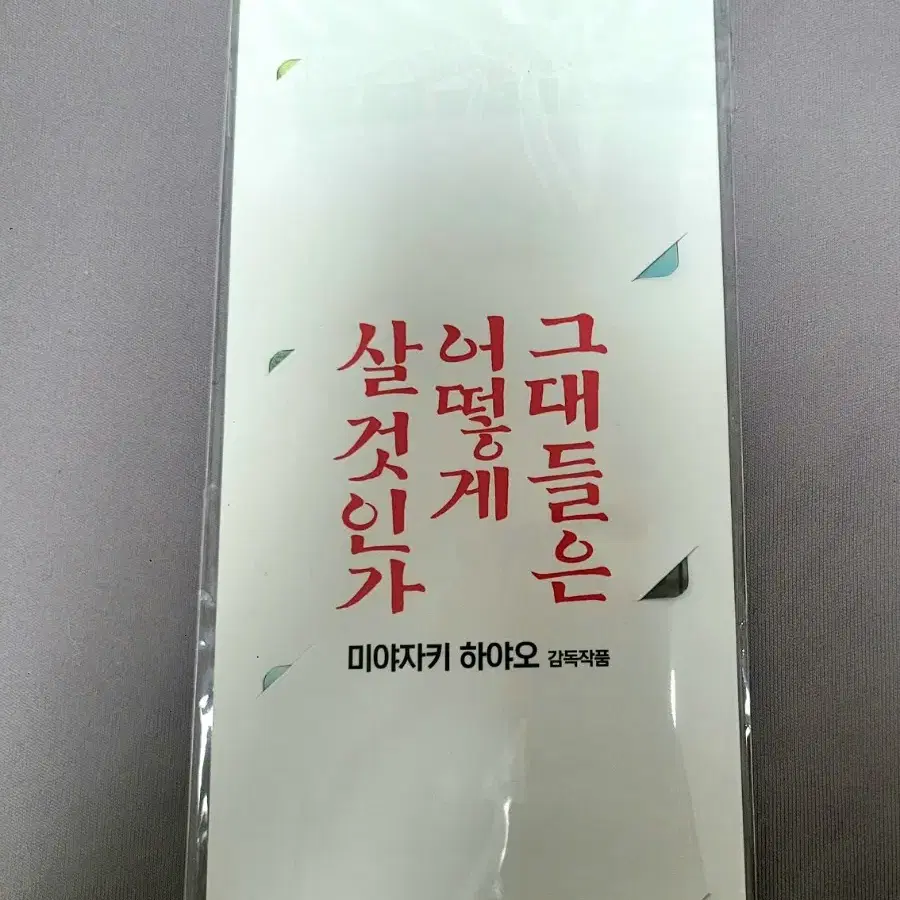 그대들은
어떻게
살 것인가
미야자키 하야오 감독작품